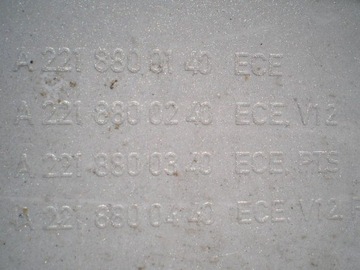 A 221 880 01 40 ECE
A 221 880 02 40 ECE, V12
A 221 880 03 40 ECE, PTS
A 221 880 04 40 ECE, V12,